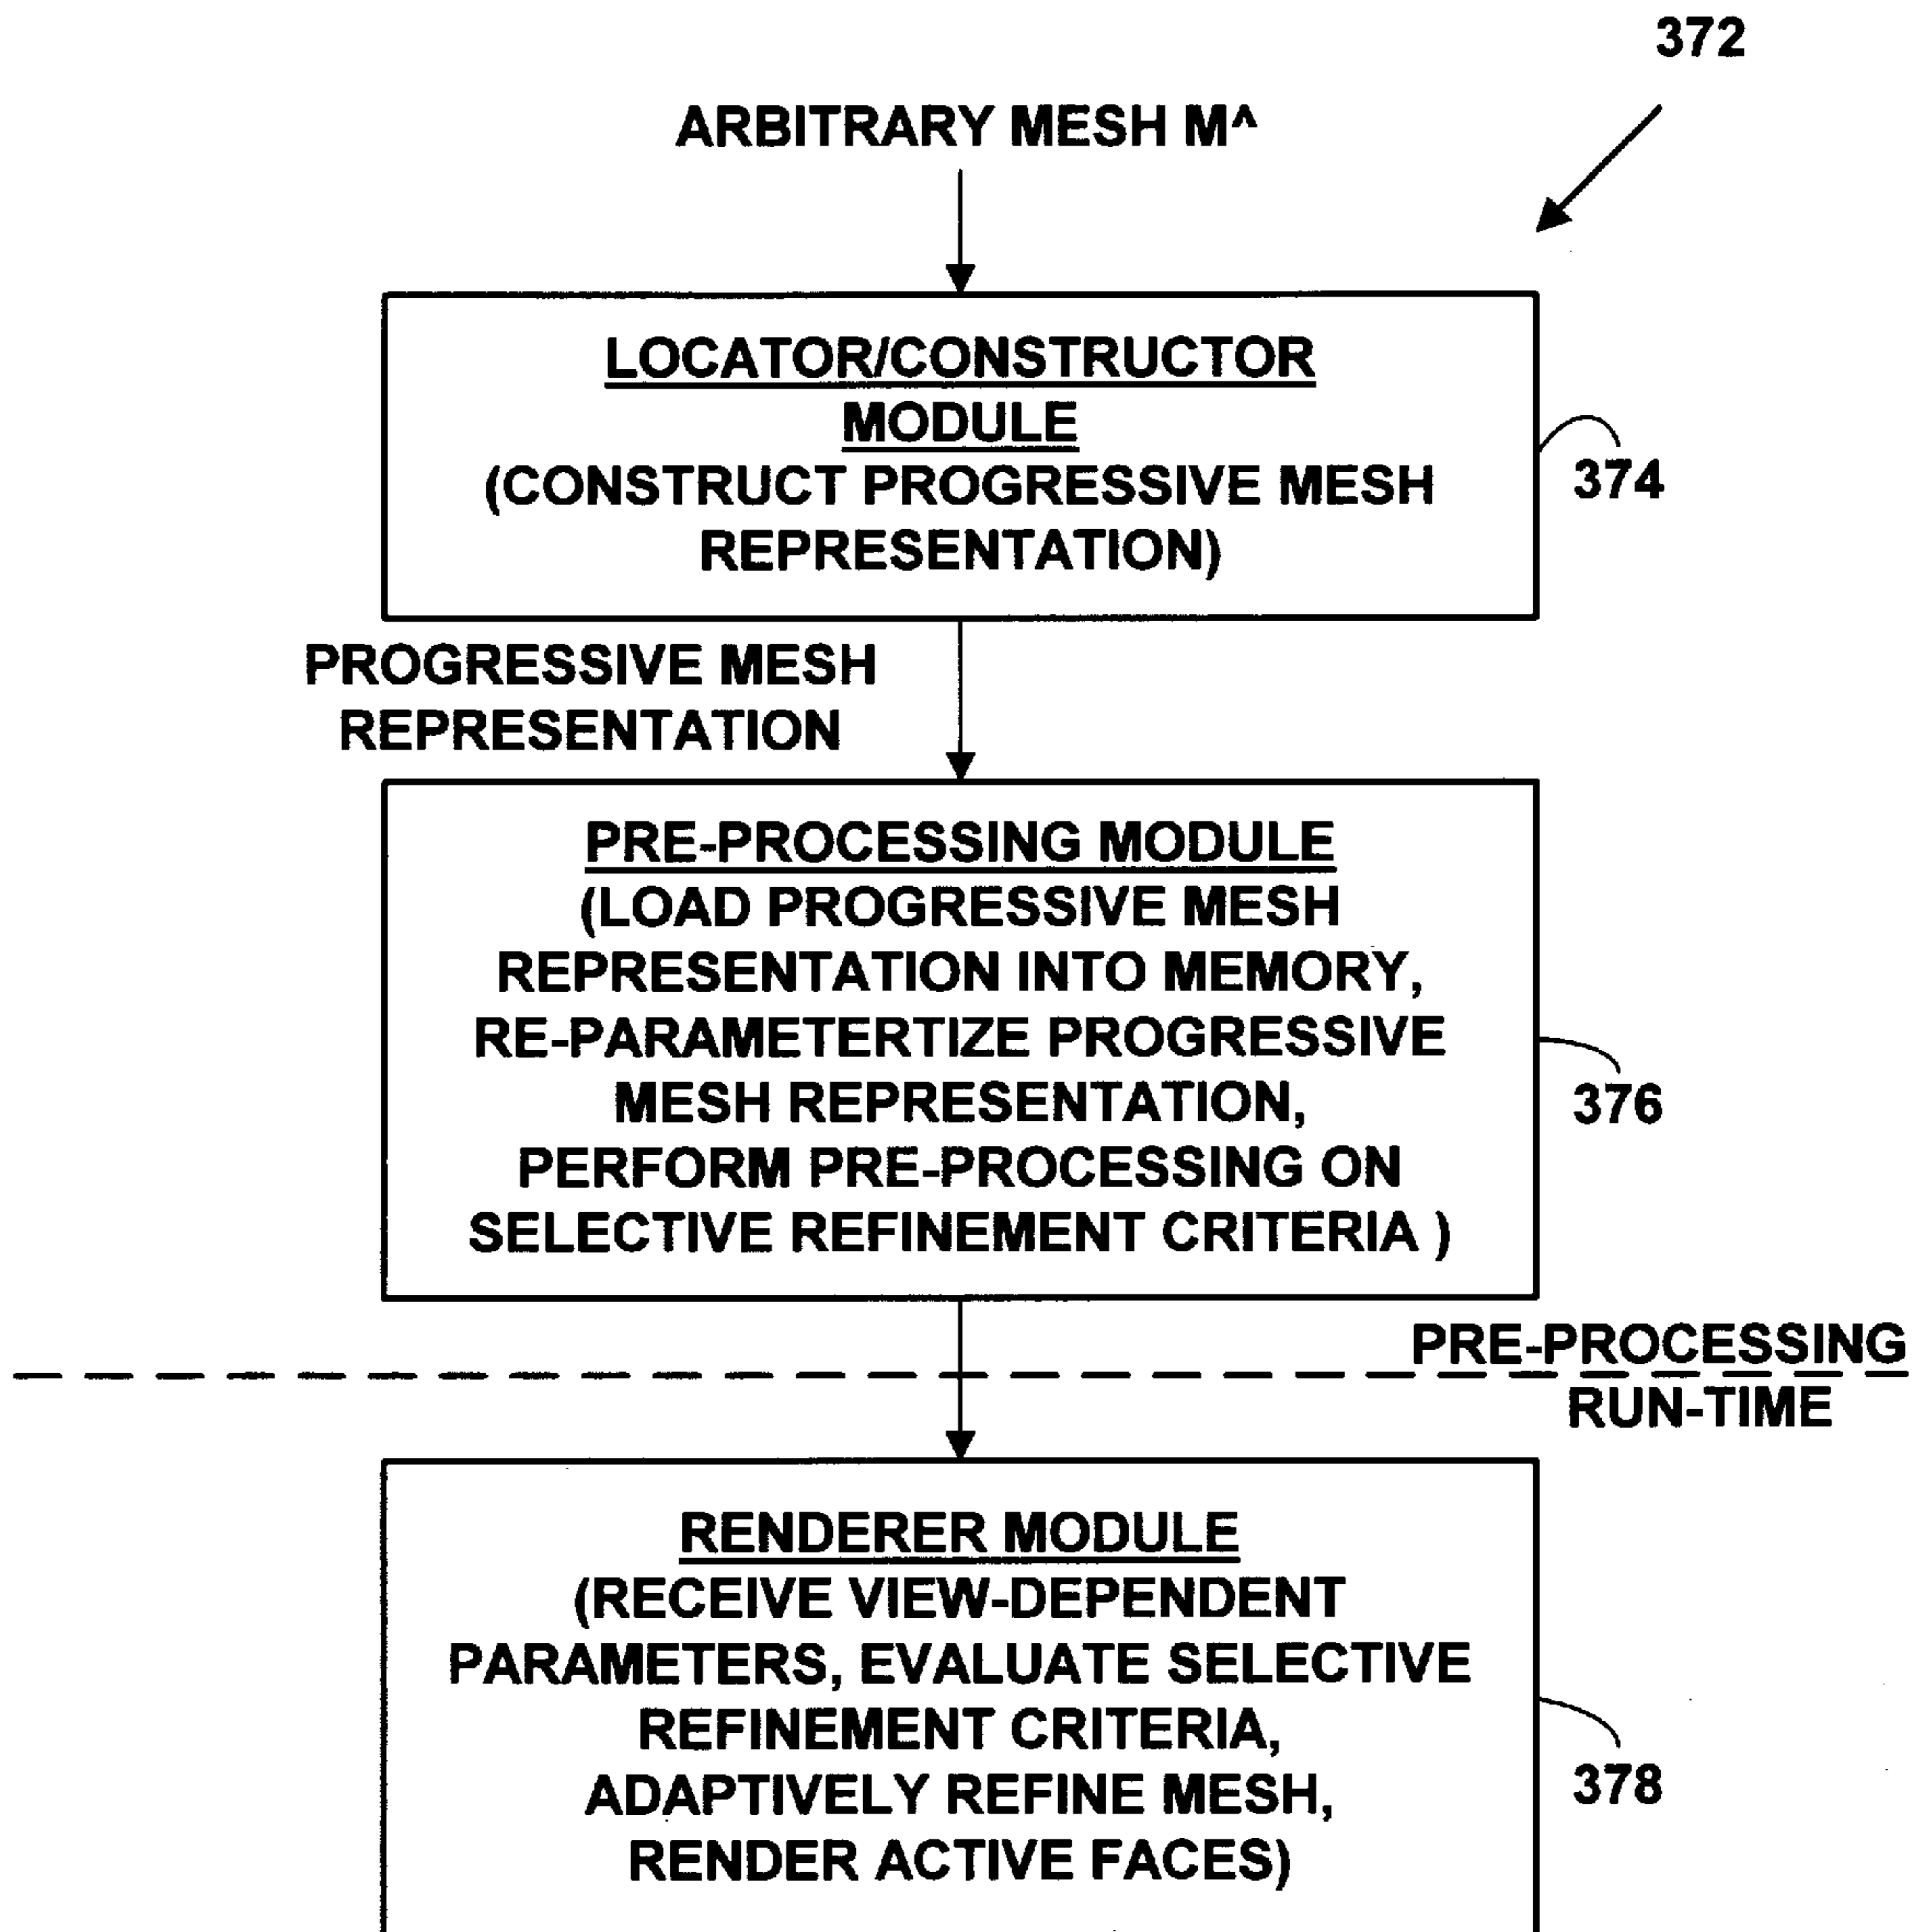 372
ARBITRARY MESH M^
LOCATOR/CONSTRUCTOR
MODULE
(CONSTRUCT PROGRESSIVE MESH
REPRESENTATION)
374
PROGRESSIVE MESH
REPRESENTATION
PRE-PROCESSING MODULE
(LOAD PROGRESSIVE MESH
REPRESENTATION INTO MEMORY,
RE-PARAMETERTIZE PROGRESSIVE
MESH REPRESENTATION,
PERFORM PRE-PROCESSING ON
SELECTIVE REFINEMENT CRITERIA )
376
PRE-PROCESSING
RUN-TIME
RENDERER MODULE
(RECEIVE VIEW-DEPENDENT
PARAMETERS, EVALUATE SELECTIVE
REFINEMENT CRITERIA,
ADAPTIVELY REFINE MESH,
RENDER ACTIVE FACES)
378